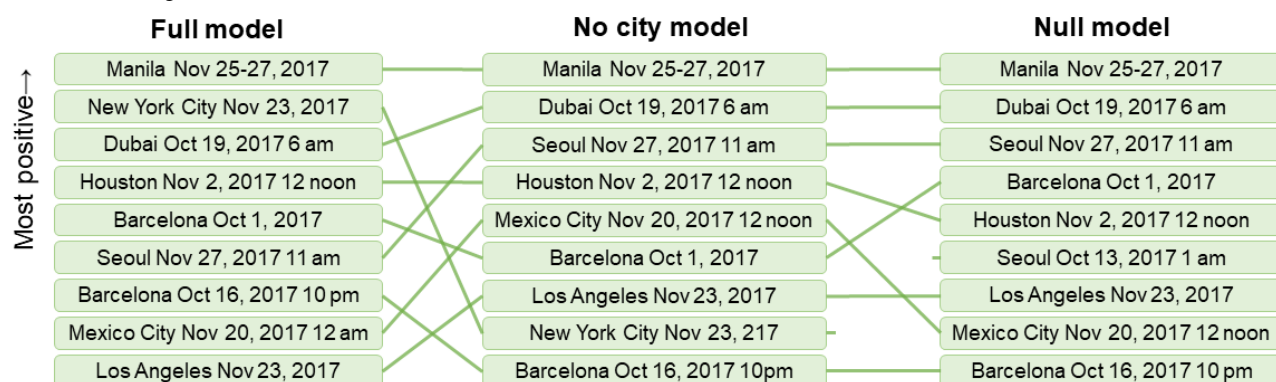 Full model
No city model
Null model
Most positive→
Manila Nov 25-27, 2017
New York City Nov 23, 2017
Dubai Oct 19, 2017 6 am
Houston Nov 2, 2017 12 noon
Barcelona Oct 1, 2017
Seoul Nov 27, 2017 11 am
Barcelona Oct 16, 2017 10 pm
Mexico City Nov 20, 2017 12 am
Los Angeles Nov 23, 2017
Manila Nov 25-27, 2017
Dubai Oct 19, 2017 6 am
Seoul Nov 27, 2017 11 am
Houston Nov 2, 2017 12 noon
Mexico City Nov 20, 2017 12 noon
Barcelona Oct 1, 2017
Los Angeles Nov 23, 2017
New York City Nov 23, 217
Barcelona Oct 16, 2017 10pm
Manila Nov 25-27, 2017
Dubai Oct 19, 2017 6 am
Seoul Nov 27, 2017 11 am
Barcelona Oct 1, 2017
Houston Nov 2, 2017 12 noon
Seoul Oct 13, 2017 1 am
Los Angeles Nov 23, 2017
Mexico City Nov 20, 2017 12 noon
Barcelona Oct 16, 2017 10 pm